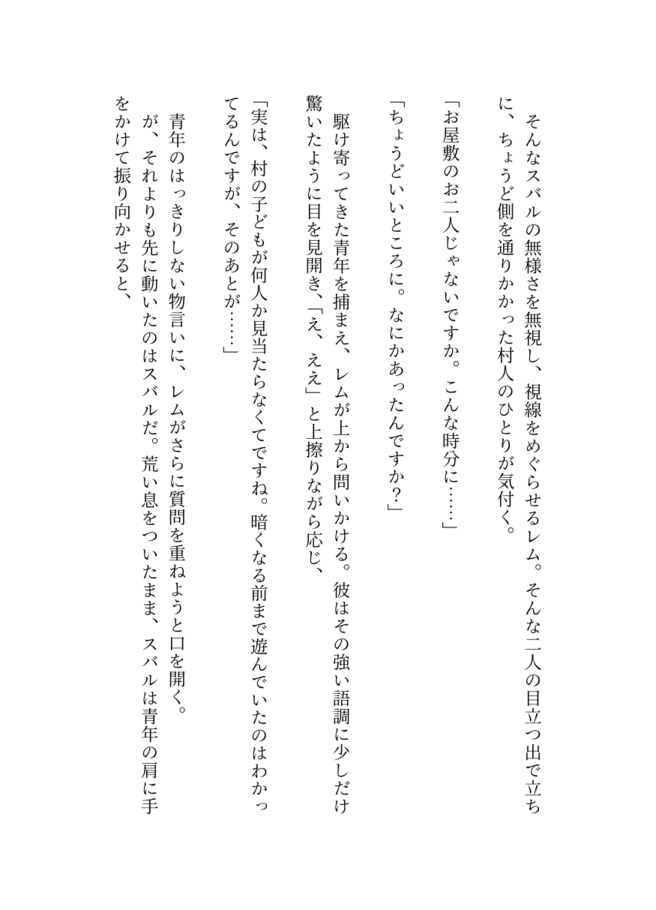 そんなスバルの無様さを無視し、視線をめぐらせるレム。そんな二人の目立つ出で立ち
に、ちょうど側を通りかかった村人のひとりが気付く。
「お屋敷のお二人じゃないですか。こんな時分に……」
「ちょうどいいところに。なにかあったんですか？」
駆け寄ってきた青年を捕まえ、レムが上から問いかける。彼はその強い語調に少しだけ
驚いたように目を見開き、「え、ええ」と上擦りながら応じ、
「実は、村の子どもが何人か見当たらなくてですね。暗くなる前まで遊んでいたのはわかっ
てるんですが、そのあとが……」
青年のはっきりしない物言いに、レムがさらに質問を重ねようと口を開く。
が、それよりも先に動いたのはスバルだ。荒い息をついたまま、スバルは青年の肩に手
をかけて振り向かせると、